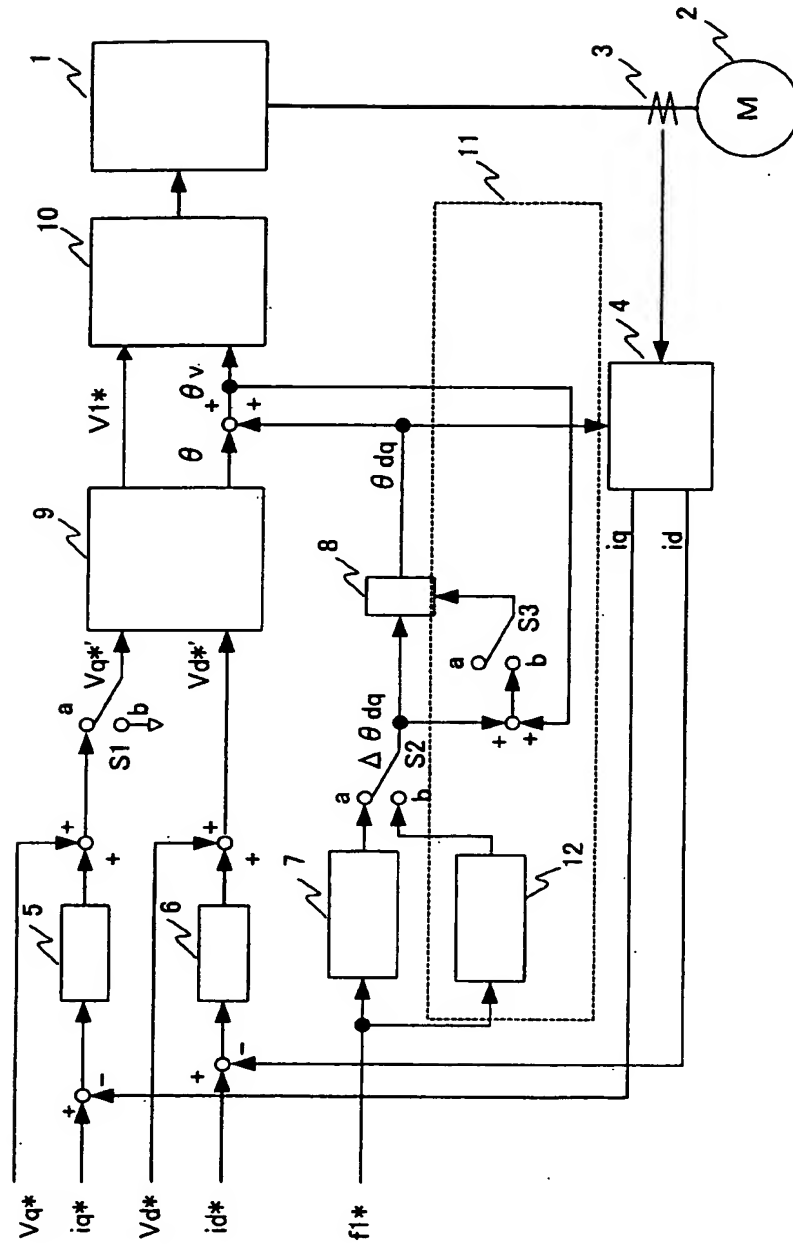 1
2
3
M
10
11
4
V1*
θv
+
+
θ
θdq
9
8
iq
id
Vq*'
Vd*'
a
b
S1
a
b
S3
Δθdq
a
b
S2
+
+
+
+
+
+
5
6
7
12
+
-
+
-
Vq*
iq*
Vd*
id*
f1*